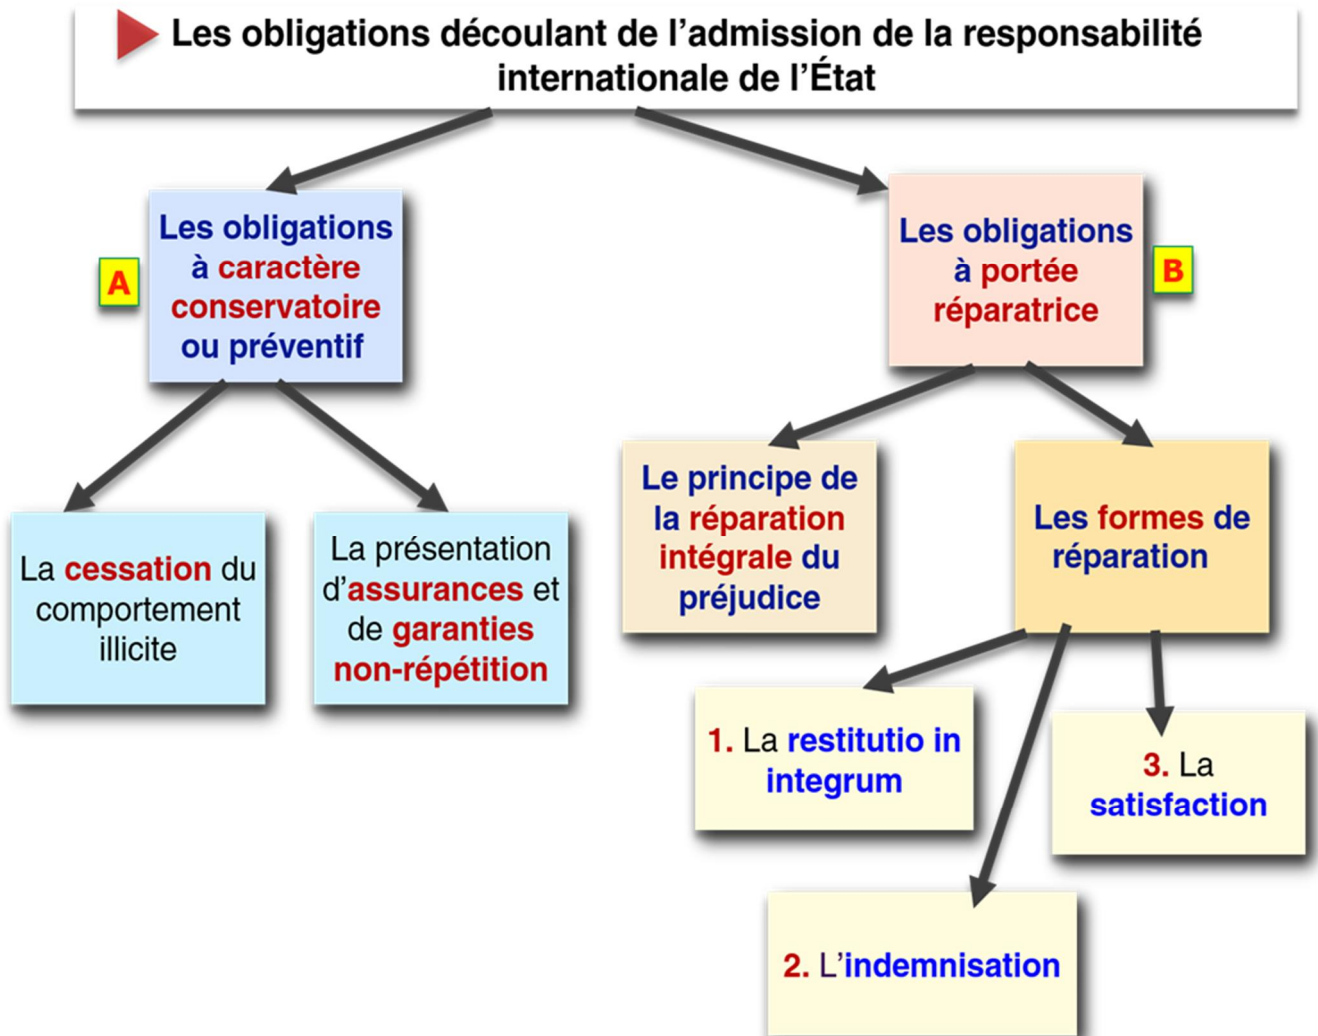 Les obligations découlant de l'admission de la responsabilité
internationale de l'État
A
Les obligations
à caractère
conservatoire
ou préventif
Les obligations
à portée
réparatrice
B
La cessation du
comportement
illicite
La présentation
d'assurances et
de garanties
non-répétition
Le principe de
la réparation
intégrale du
préjudice
Les formes de
réparation
1. La restitutio in
integrum
3. La
satisfaction
2. L'indemnisation